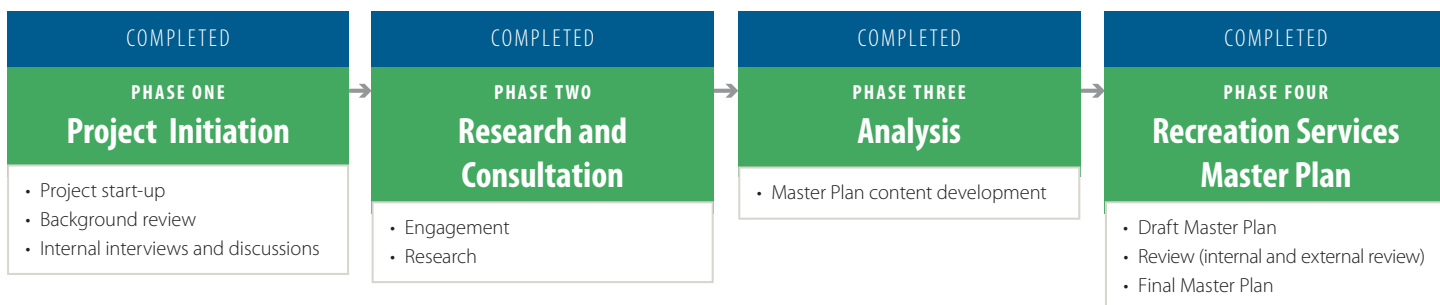 COMPLETED
PHASE ONE
Project Initiation
• Project start-up
• Background review
• Internal interviews and discussions
COMPLETED
PHASE TWO
Research and
Consultation
• Engagement
• Research
COMPLETED
PHASE THREE
Analysis
• Master Plan content development
COMPLETED
PHASE FOUR
Recreation Services
Master Plan
• Draft Master Plan
• Review (internal and external review)
• Final Master Plan